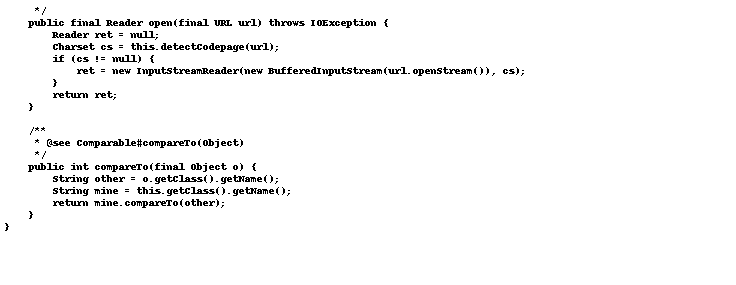 */
    public final Reader open(final URL url) throws IOException {
        Reader ret = null;
        Charset cs = this.detectCodepage(url);
        if (cs != null) {
            ret = new InputStreamReader(new BufferedInputStream(url.openStream()), cs);
        }
        return ret;
    }

    /**
     * @see Comparable#compareTo(Object)
     */
    public int compareTo(final Object o) {
        String other = o.getClass().getName();
        String mine = this.getClass().getName();
        return mine.compareTo(other);
    }
}